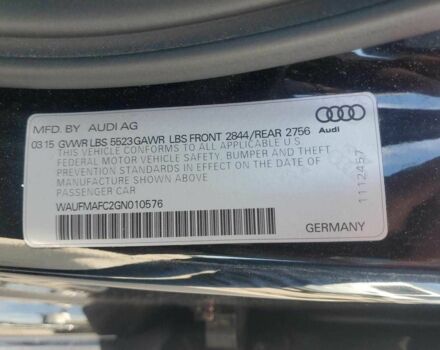 MFD. BY AUDI AG
Audi
03 15 GWWR LBS 5523 GAWR LBS FRONT 2844/REAR 2756
THIS VEHICLE CONFORMS TO ALL APPLICABLE U S
FEDERAL MOTOR VEHICLE SAFETY, BUMPER AND THEFT
PREVENTION STANDARDS IN EFFECT ON THE DATE OF
MANUFACTURE SHOWN ABOVE.
PASSENGER CAR
WAUFMAFC2GN010576
GERMANY
1112457